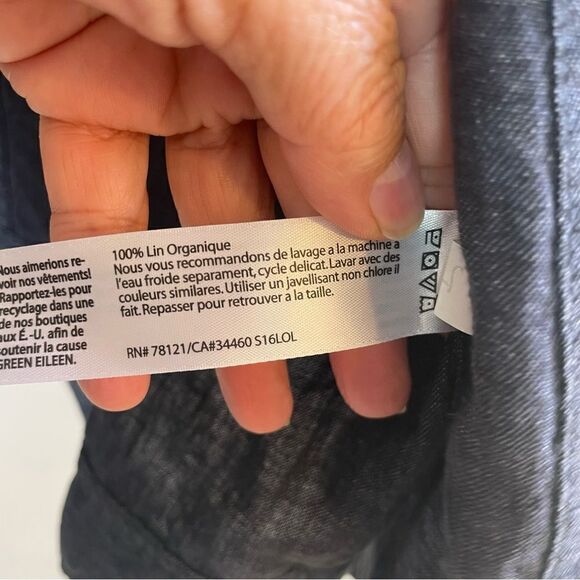 Nous aimerions re-
voir nos vêtements!
Rapportez-les pour
recyclage dans une
de nos boutiques
aux É.-U. afin de
soutenir la cause
GREEN EILEEN.
100% Lin Organique
Nous vous recommandons de lavage a la machine a
l'eau froide separament, cycle delicat. Lavar avec des
couleurs similares. Utiliser un javellisant non chlore il
fait. Repasser pour retrouver a la taille.
RN# 78121/CA#34460 S16LOL